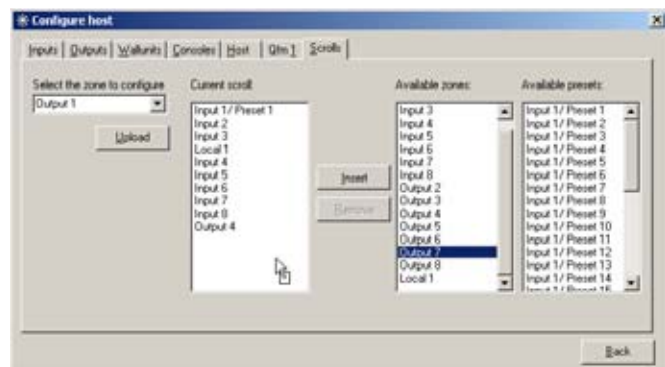 Configure host
Inputs
Outputs
Wallunits
Consoles
Host
Qfm 1
Scrolls
Select the zone to configure
Output 1
Upload
Current scroll:
Input 1/ Preset 1
Input 2
Input 3
Local 1
Input 4
Input 5
Input 6
Input 7
Input 8
Output 4
Insert
Remove
Available zones:
Input 3
Input 4
Input 5
Input 6
Input 7
Input 8
Output 2
Output 3
Output 4
Output 5
Output 6
Output 7
Output 8
Local 1
Available presets:
Input 1/ Preset 1
Input 1/ Preset 2
Input 1/ Preset 3
Input 1/ Preset 4
Input 1/ Preset 5
Input 1/ Preset 6
Input 1/ Preset 7
Input 1/ Preset 8
Input 1/ Preset 9
Input 1/ Preset 10
Input 1/ Preset 11
Input 1/ Preset 12
Input 1/ Preset 13
Input 1/ Preset 14
Input 1/ Preset 15
Back